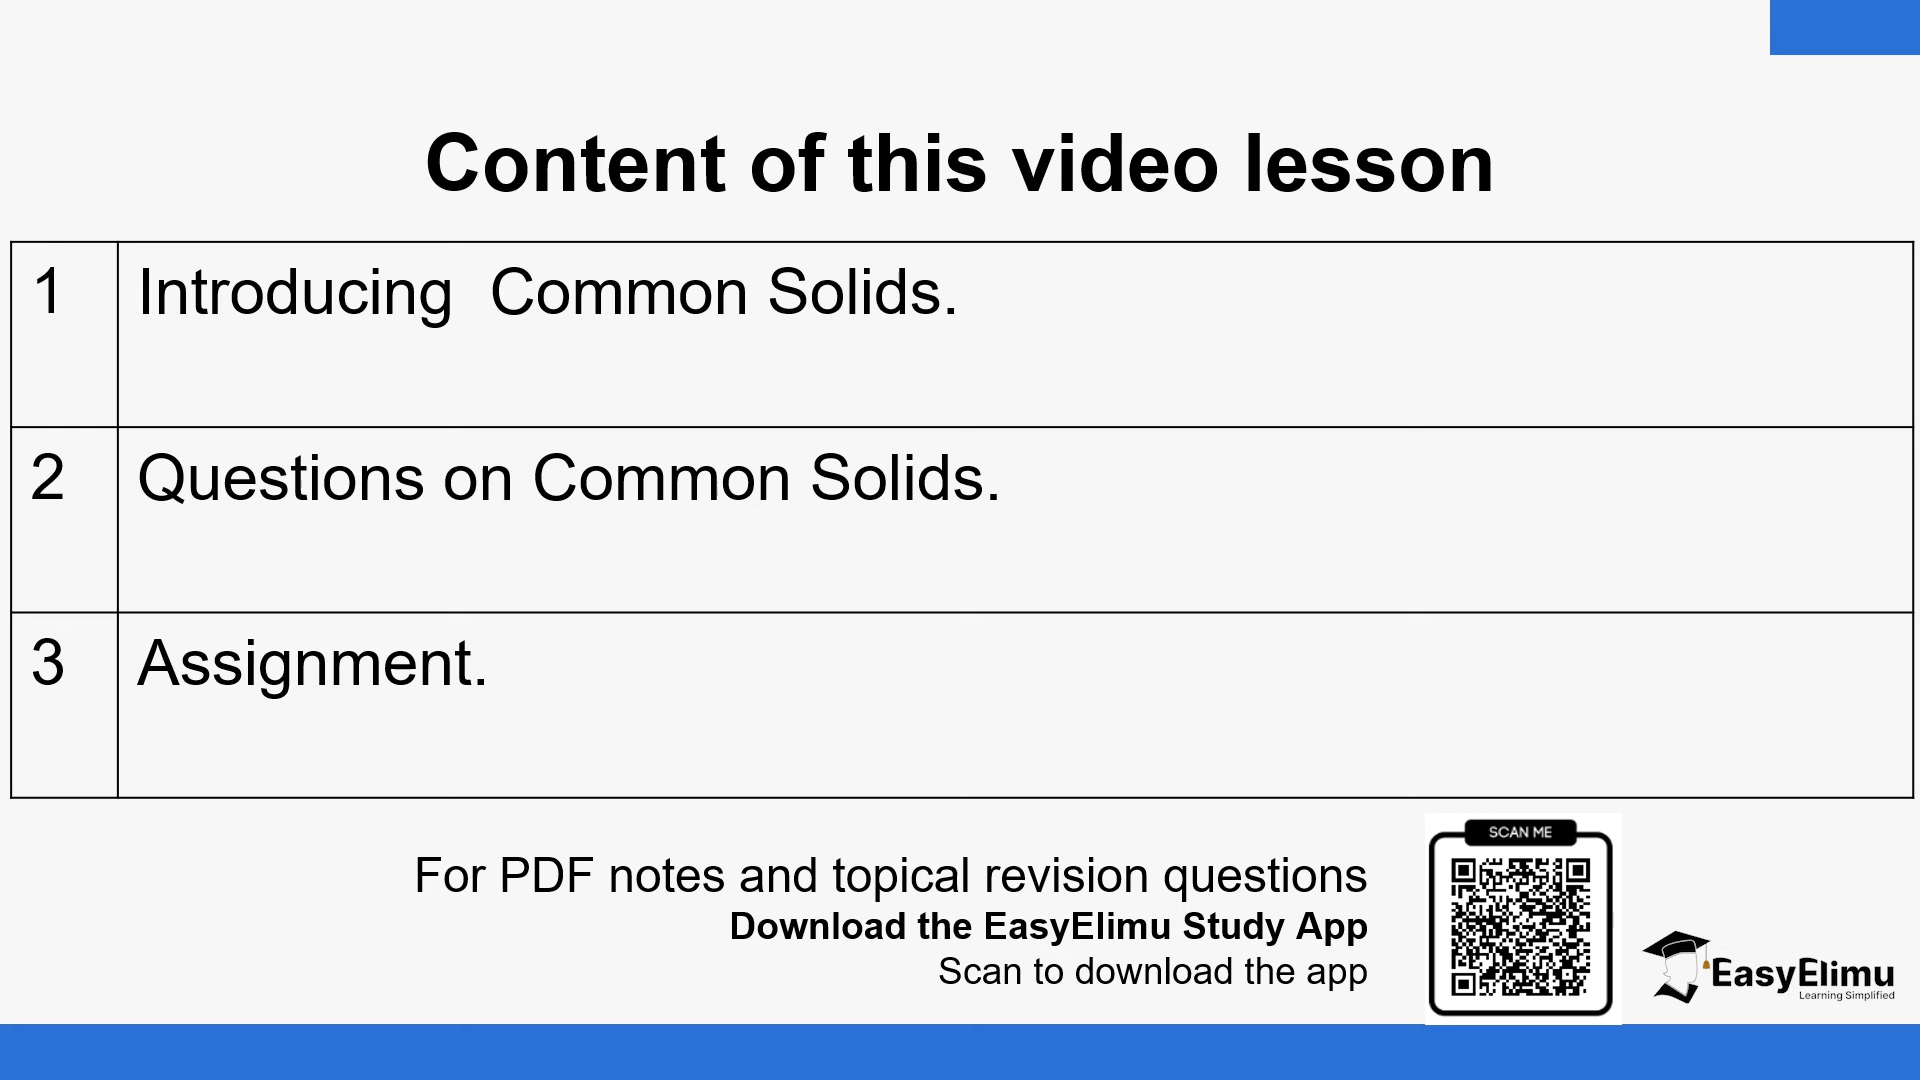 Content of this video lesson
1 Introducing  Common Solids.
2 Questions on Common Solids.
3 Assignment.
For PDF notes and topical revision questions
Download the EasyElimu Study App
Scan to download the app
SCAN ME
EasyElimu
Learning Simplified